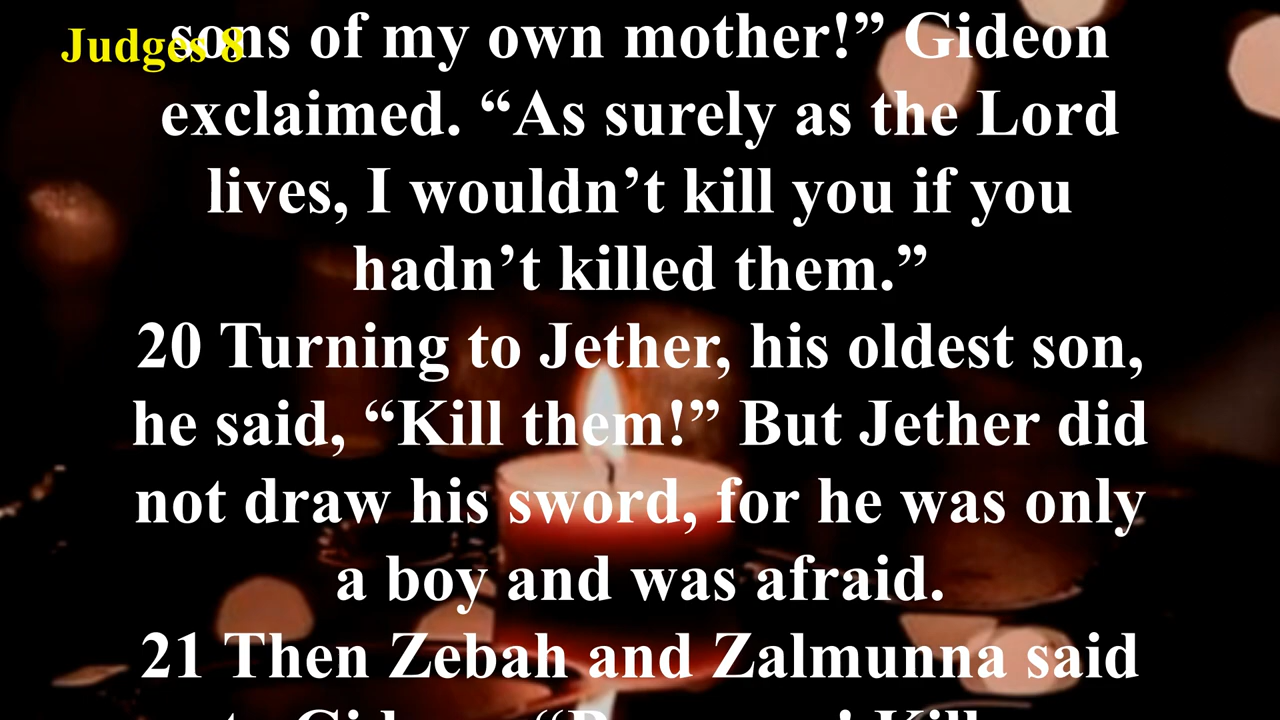 Judges 8
sons of my own mother!” Gideon
exclaimed. “As surely as the Lord
lives, I wouldn’t kill you if you
hadn’t killed them.”
20 Turning to Jether, his oldest son,
he said, “Kill them!” But Jether did
not draw his sword, for he was only
a boy and was afraid.
21 Then Zebah and Zalmunna said